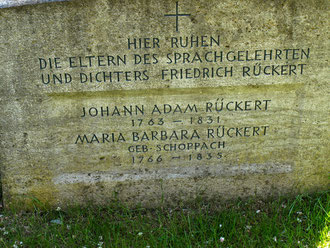 HIER RUHEN
DIE ELTERN DES SPRACHGELEHRTEN
UND DICHTERS FRIEDRICH RÜCKERT
JOHANN ADAM RÜCKERT
1763 – 1831
MARIA BARBARA RÜCKERT
GEB· SCHOPPACH
1766 – 1835